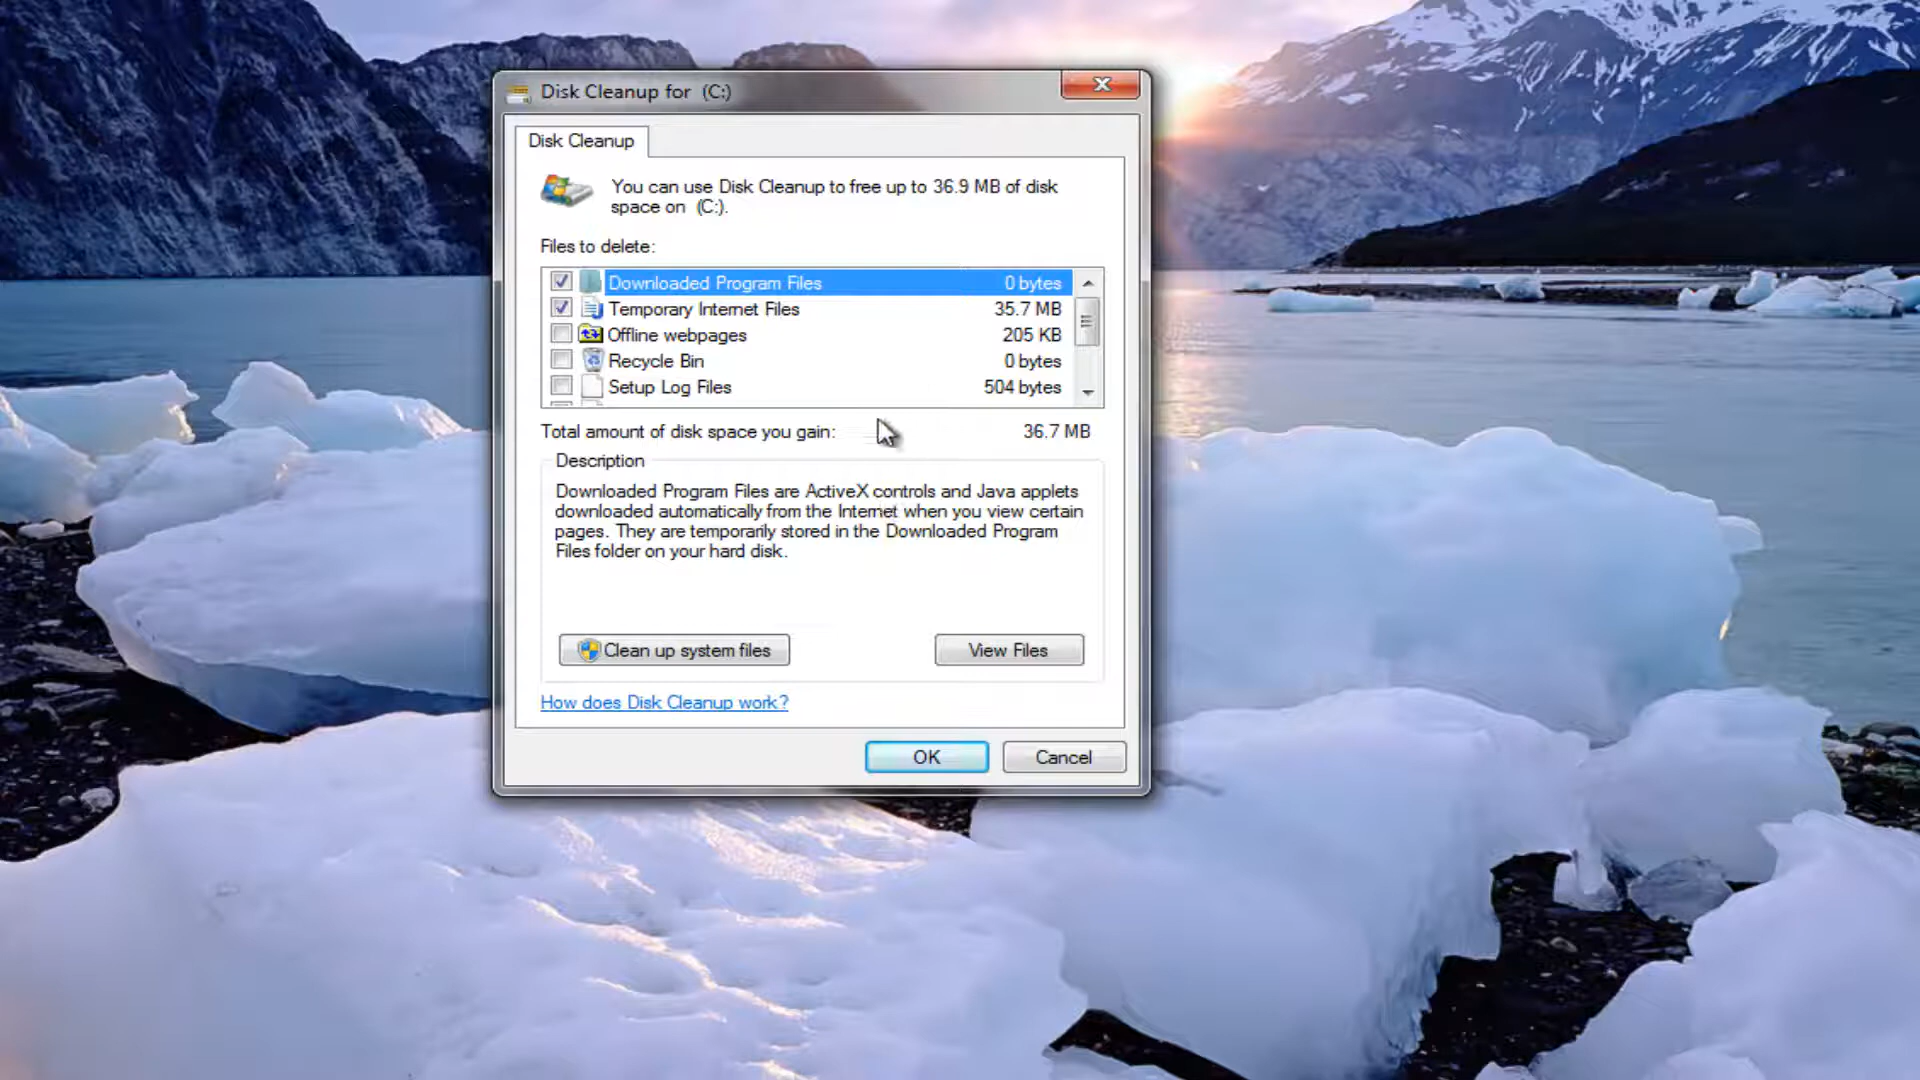 Disk Cleanup for (C:)
Disk Cleanup
You can use Disk Cleanup to free up to 36.9 MB of disk
space on (C:).
Files to delete:
Downloaded Program Files 0 bytes
Temporary Internet Files 35.7 MB
Offline webpages 205 KB
Recycle Bin 0 bytes
Setup Log Files 504 bytes
Total amount of disk space you gain: 36.7 MB
Description
Downloaded Program Files are ActiveX controls and Java applets
downloaded automatically from the Internet when you view certain
pages. They are temporarily stored in the Downloaded Program
Files folder on your hard disk.
Clean up system files View Files
How does Disk Cleanup work?
OK Cancel